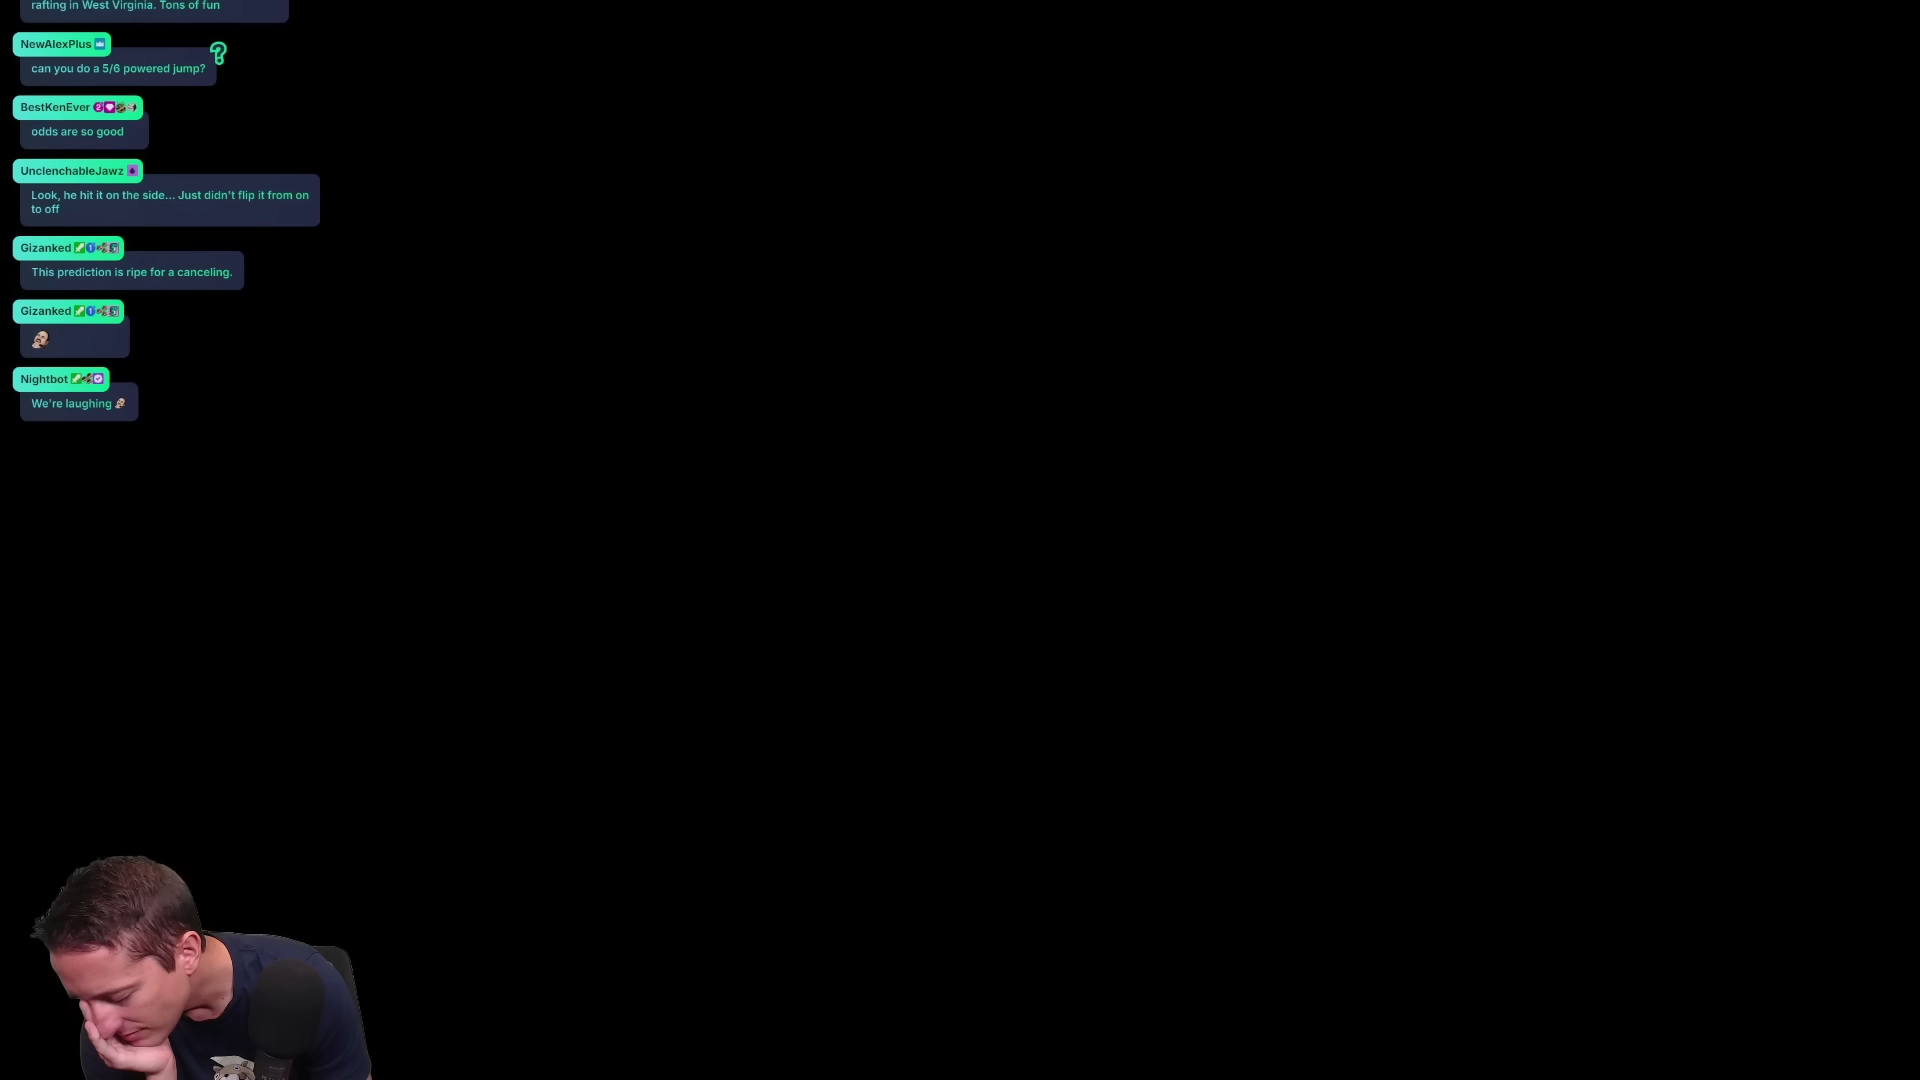 rafting in West Virginia. Tons of fun
NewAlexPlus
can you do a 5/6 powered jump?
?
BestKenEver
odds are so good
UnclenchableJawz
Look, he hit it on the side... Just didn't flip it from on
to off
Gizanked
This prediction is ripe for a canceling.
Gizanked
Nightbot
We're laughing